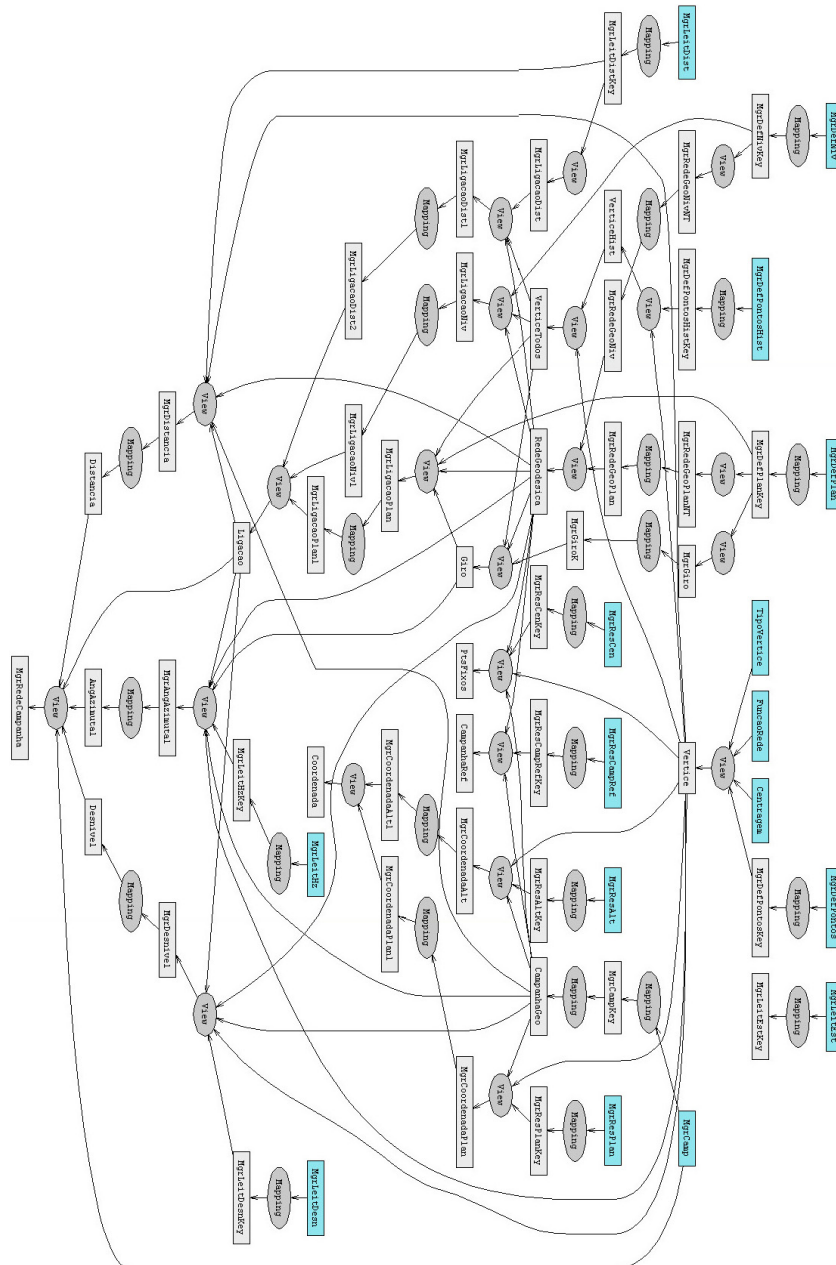 MgrDefNiv
MgrDefPlan
MgrDefPontos
MgrLeitEst
Mapping
Mapping
Mapping
Mapping
MgrDefNivKey
MgrDefPontosHist
MgrDefPlanKey
TipoVertice
FuncaoRede
Centragem
MgrDefPontosKey
MgrLeitEstKey
View
Mapping
View
View
View
MgrLeitDist
MgrRedeGeoNivNT
MgrDefPontosHistKey
MgrRedeGeoPlanNT
MgrGiro
Vertice
MgrCamp
Mapping
Mapping
View
Mapping
Mapping
Mapping
MgrLeitDistKey
VerticeHist
MgrRedeGeoNiv
MgrRedeGeoPlan
MgrResCen
MgrResCampRef
MgrResAlt
MgrCampKey
MgrResPlan
View
View
View
MgrGiroK
Mapping
Mapping
Mapping
Mapping
Mapping
MgrLigacaoDist
VerticeTodos
RedeGeodesica
MgrResCenKey
MgrResCampRefKey
MgrResAltKey
CampanhaGeo
MgrResPlanKey
View
View
View
View
View
View
View
MgrLigacaoDist1
MgrLigacaoNiv
Giro
PtsFixos
CampanhaRef
MgrCoordenadaAlt
MgrCoordenadaPlan
Mapping
Mapping
View
Mapping
Mapping
MgrLigacaoPlan
MgrCoordenadaAlt1
MgrCoordenadaPlan1
MgrLigacaoDist2
MgrLigacaoNiv1
Mapping
View
MgrLigacaoPlan1
Coordenada
MgrLeitHz
MgrLeitDesn
View
Mapping
Mapping
Ligacao
MgrLeitHzKey
MgrLeitDesnKey
View
View
View
MgrDistancia
MgrAngAzimutal
MgrDesnivel
Mapping
Mapping
Mapping
Distancia
AngAzimutal
Desnivel
View
MgrRedeCampanha